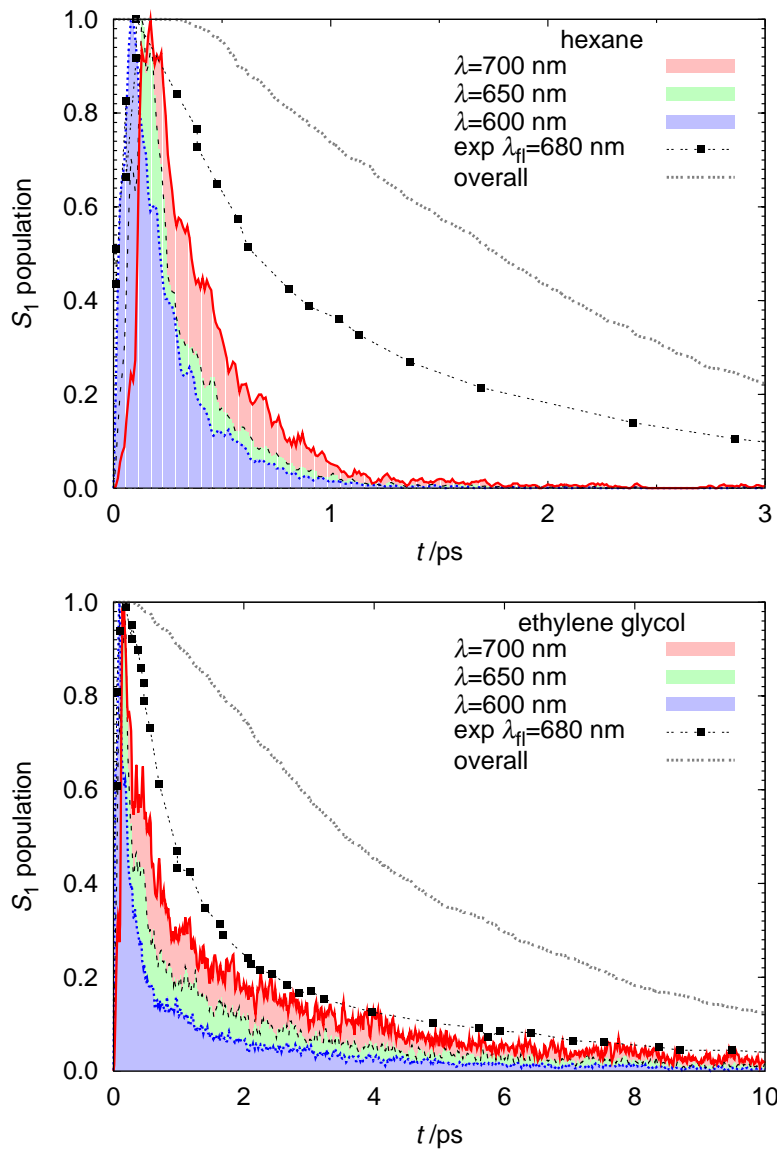 hexane
λ=700 nm
λ=650 nm
λ=600 nm
exp λfl=680 nm
overall
S1 population
1.0
0.8
0.6
0.4
0.2
0.0
0 1 2 3
t /ps
ethylene glycol
λ=700 nm
λ=650 nm
λ=600 nm
exp λfl=680 nm
overall
S1 population
1.0
0.8
0.6
0.4
0.2
0.0
0 2 4 6 8 10
t /ps